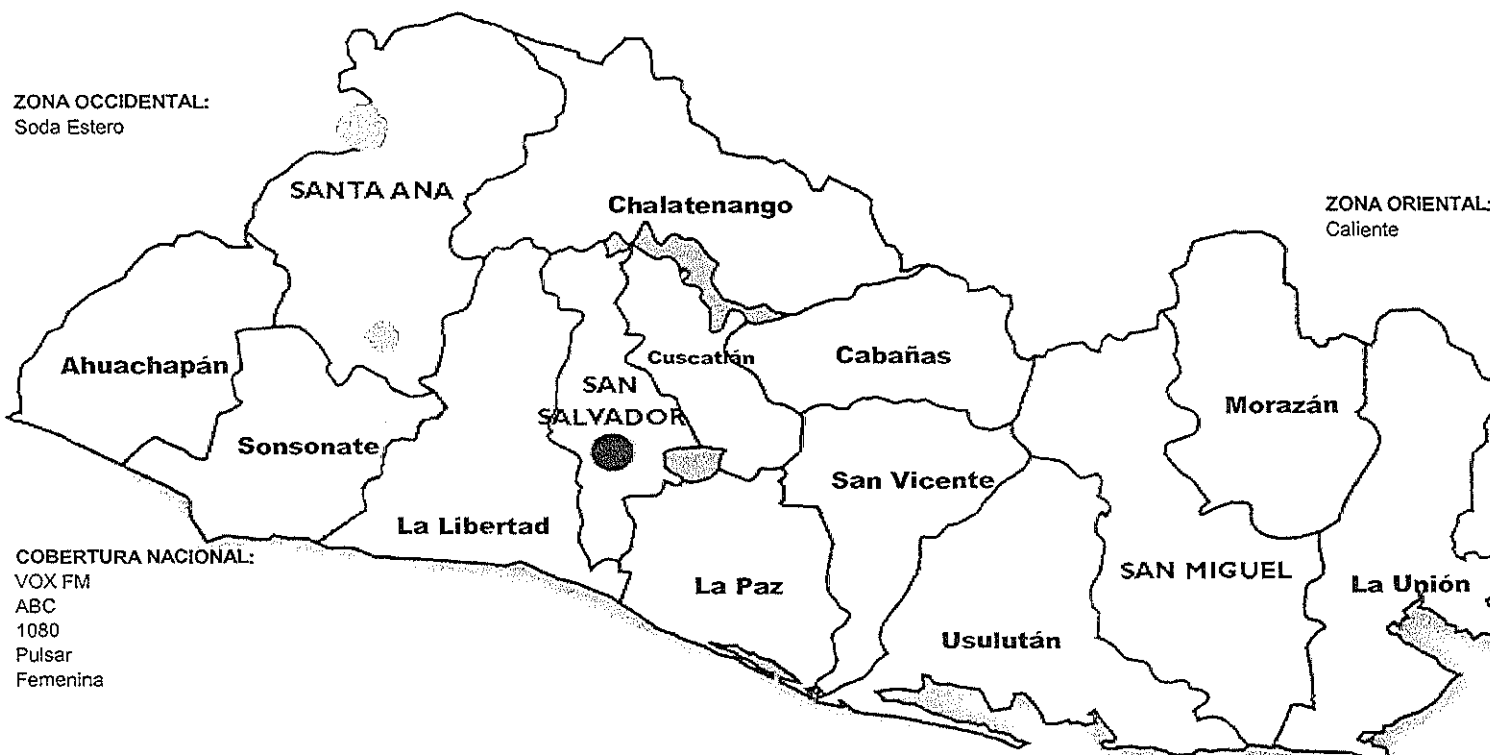 ZONA OCCIDENTAL:
Soda Estero
SANTA ANA
Chalatenango
ZONA ORIENTAL:
Caliente
Ahuachapán
Cuscatlán
Cabañas
SAN
SALVADOR
Morazán
Sonsonate
San Vicente
La Libertad
COBERTURA NACIONAL:
VOX FM
ABC
1080
Pulsar
Femenina
La Paz
SAN MIGUEL
La Unión
Usulután